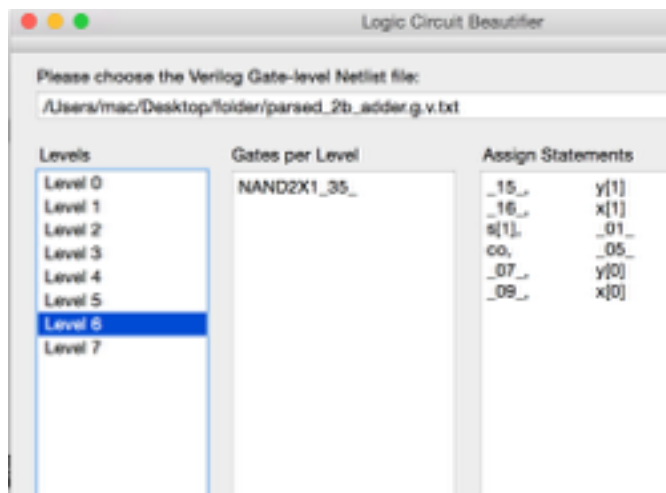 Logic Circuit Beautifier
Please choose the Verilog Gate-level Netlist file:
/Users/mac/Desktop/folder/parsed_2b_adder.g.v.txt
Levels
Level 0
Level 1
Level 2
Level 3
Level 4
Level 5
Level 6
Level 7
Gates per Level
NAND2X1_35_
Assign Statements
_15_, y[1]
_16_, x[1]
s[1], _01_
co, _05_
_07_, y[0]
_09_, x[0]